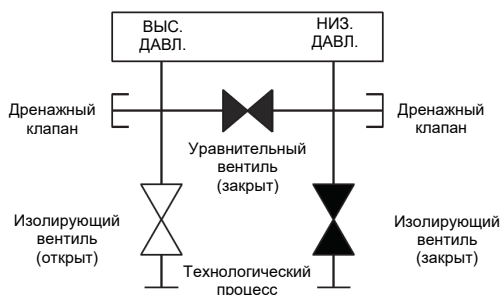 ВЫС.
ДАВЛ.
НИЗ.
ДАВЛ.
Дренажный
клапан
Дренажный
клапан
Уравнительный
вентиль
(закрыт)
Изолирующий
вентиль
(открыт)
Изолирующий
вентиль
(закрыт)
Технологический
процесс